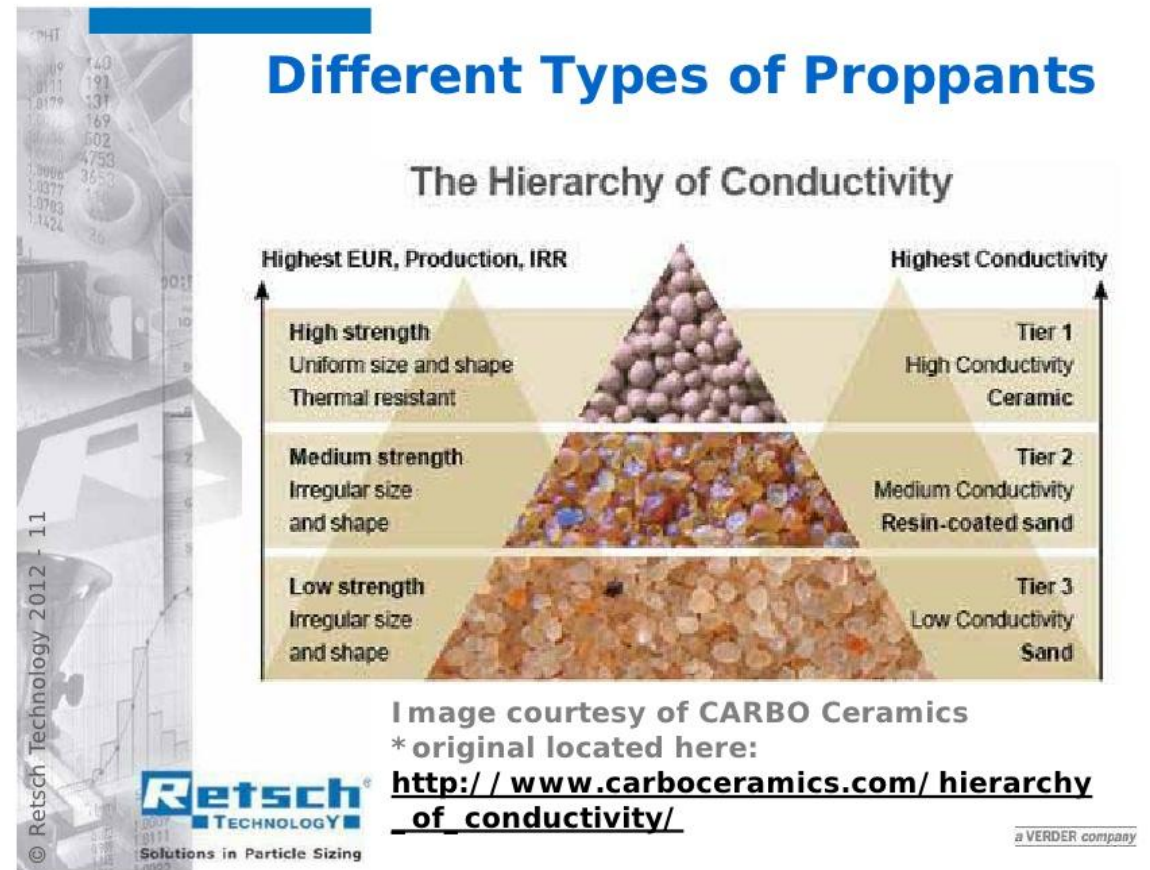 Different Types of Proppants
The Hierarchy of Conductivity
Highest EUR, Production, IRR
Highest Conductivity
High strength
Uniform size and shape
Thermal resistant
Tier 1
High Conductivity
Ceramic
Medium strength
Irregular size
and shape
Tier 2
Medium Conductivity
Resin-coated sand
Low strength
Irregular size
and shape
Tier 3
Low Conductivity
Sand
Image courtesy of CARBO Ceramics
*original located here:
http://www.carboceramics.com/hierarchy
_of_conductivity/
© Retsch Technology 2012 - 11
Retsch®
TECHNOLOGY
Solutions in Particle Sizing
a VERDER company